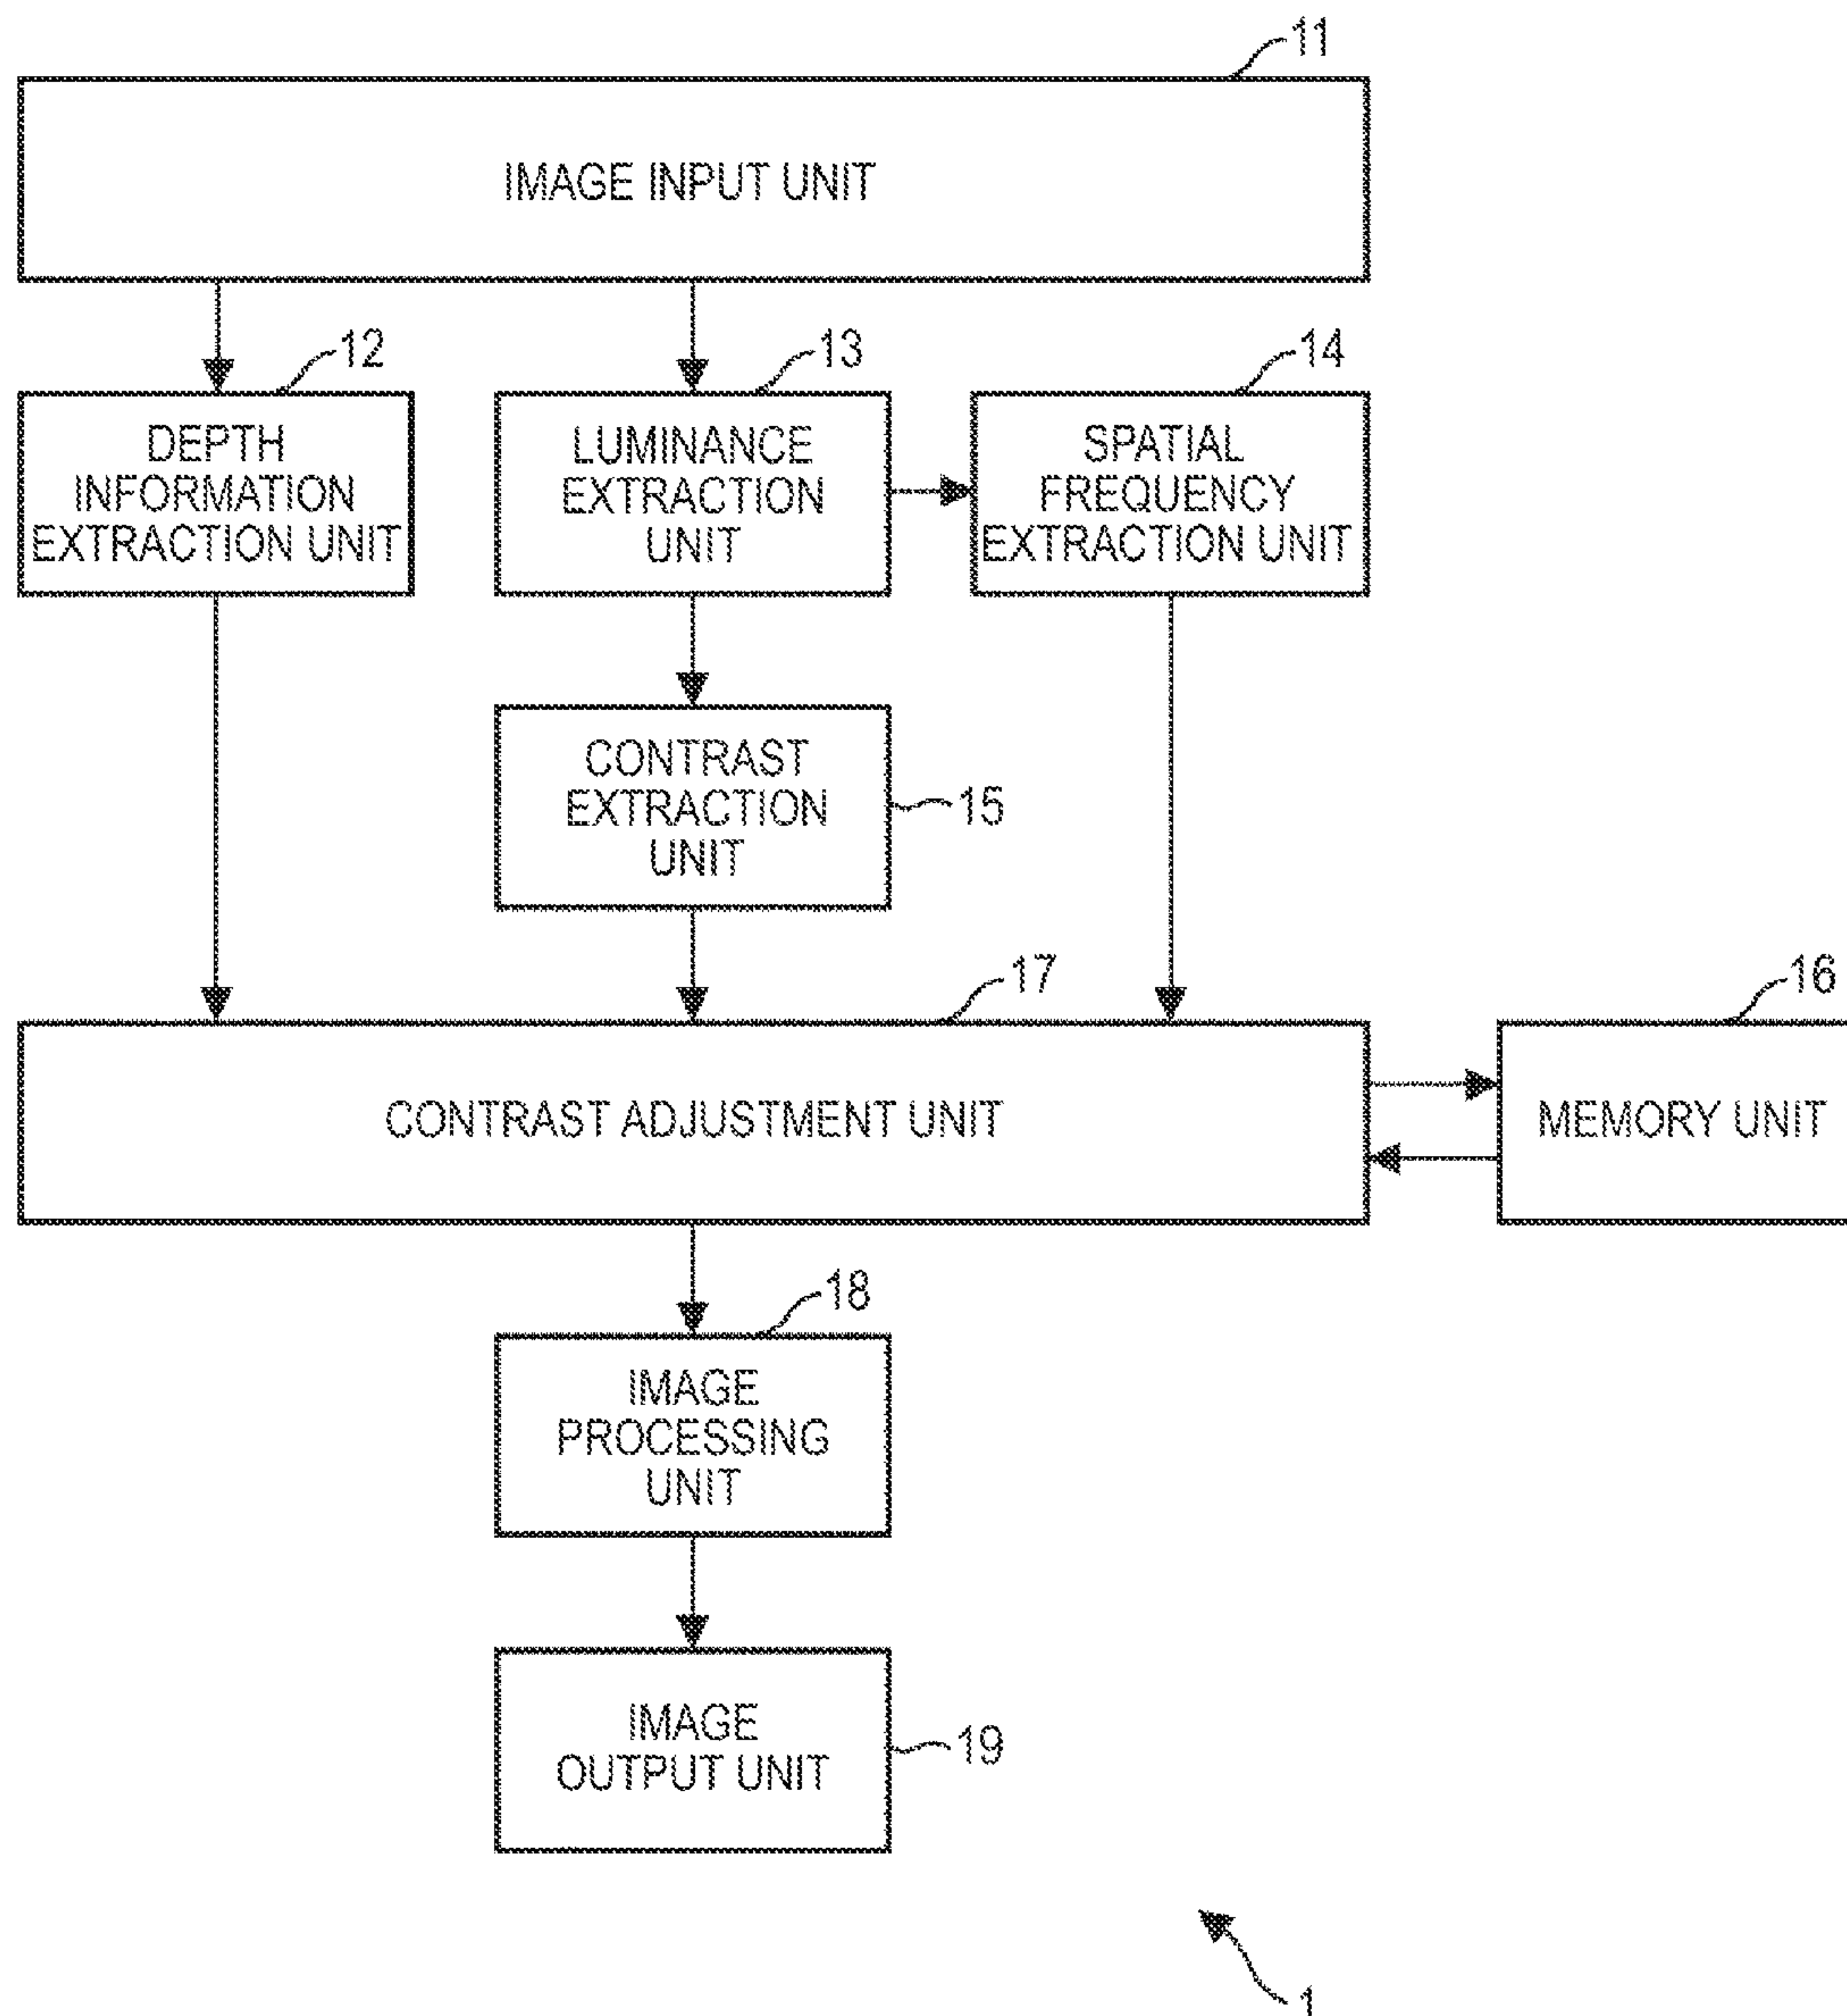 11
IMAGE INPUT UNIT
12
13
14
DEPTH
INFORMATION
EXTRACTION UNIT
LUMINANCE
EXTRACTION
UNIT
SPATIAL
FREQUENCY
EXTRACTION UNIT
CONTRAST
EXTRACTION
UNIT
15
17
16
CONTRAST ADJUSTMENT UNIT
MEMORY UNIT
18
IMAGE
PROCESSING
UNIT
IMAGE
OUTPUT UNIT
19
1